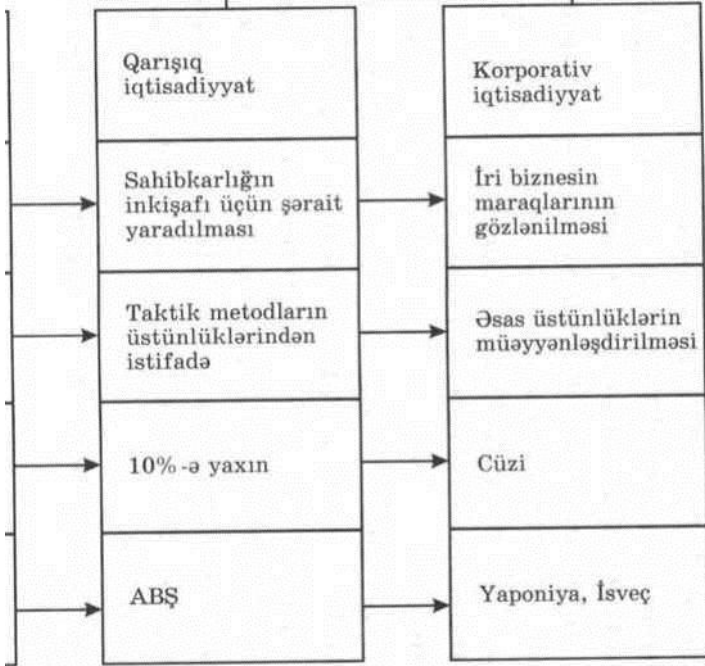 Qarışıq
iqtisadiyyat
Korporativ
iqtisadiyyat
Sahibkarlığın
inkişafı üçün şərait
yaradılması
İri biznesin
maraqlarının
gözlənilməsi
Taktik metodların
üstünlüklərindən
istifadə
Əsas üstünlüklərin
müəyyənləşdirilməsi
10%-ə yaxın
Cüzi
ABŞ
Yaponiya, İsveç